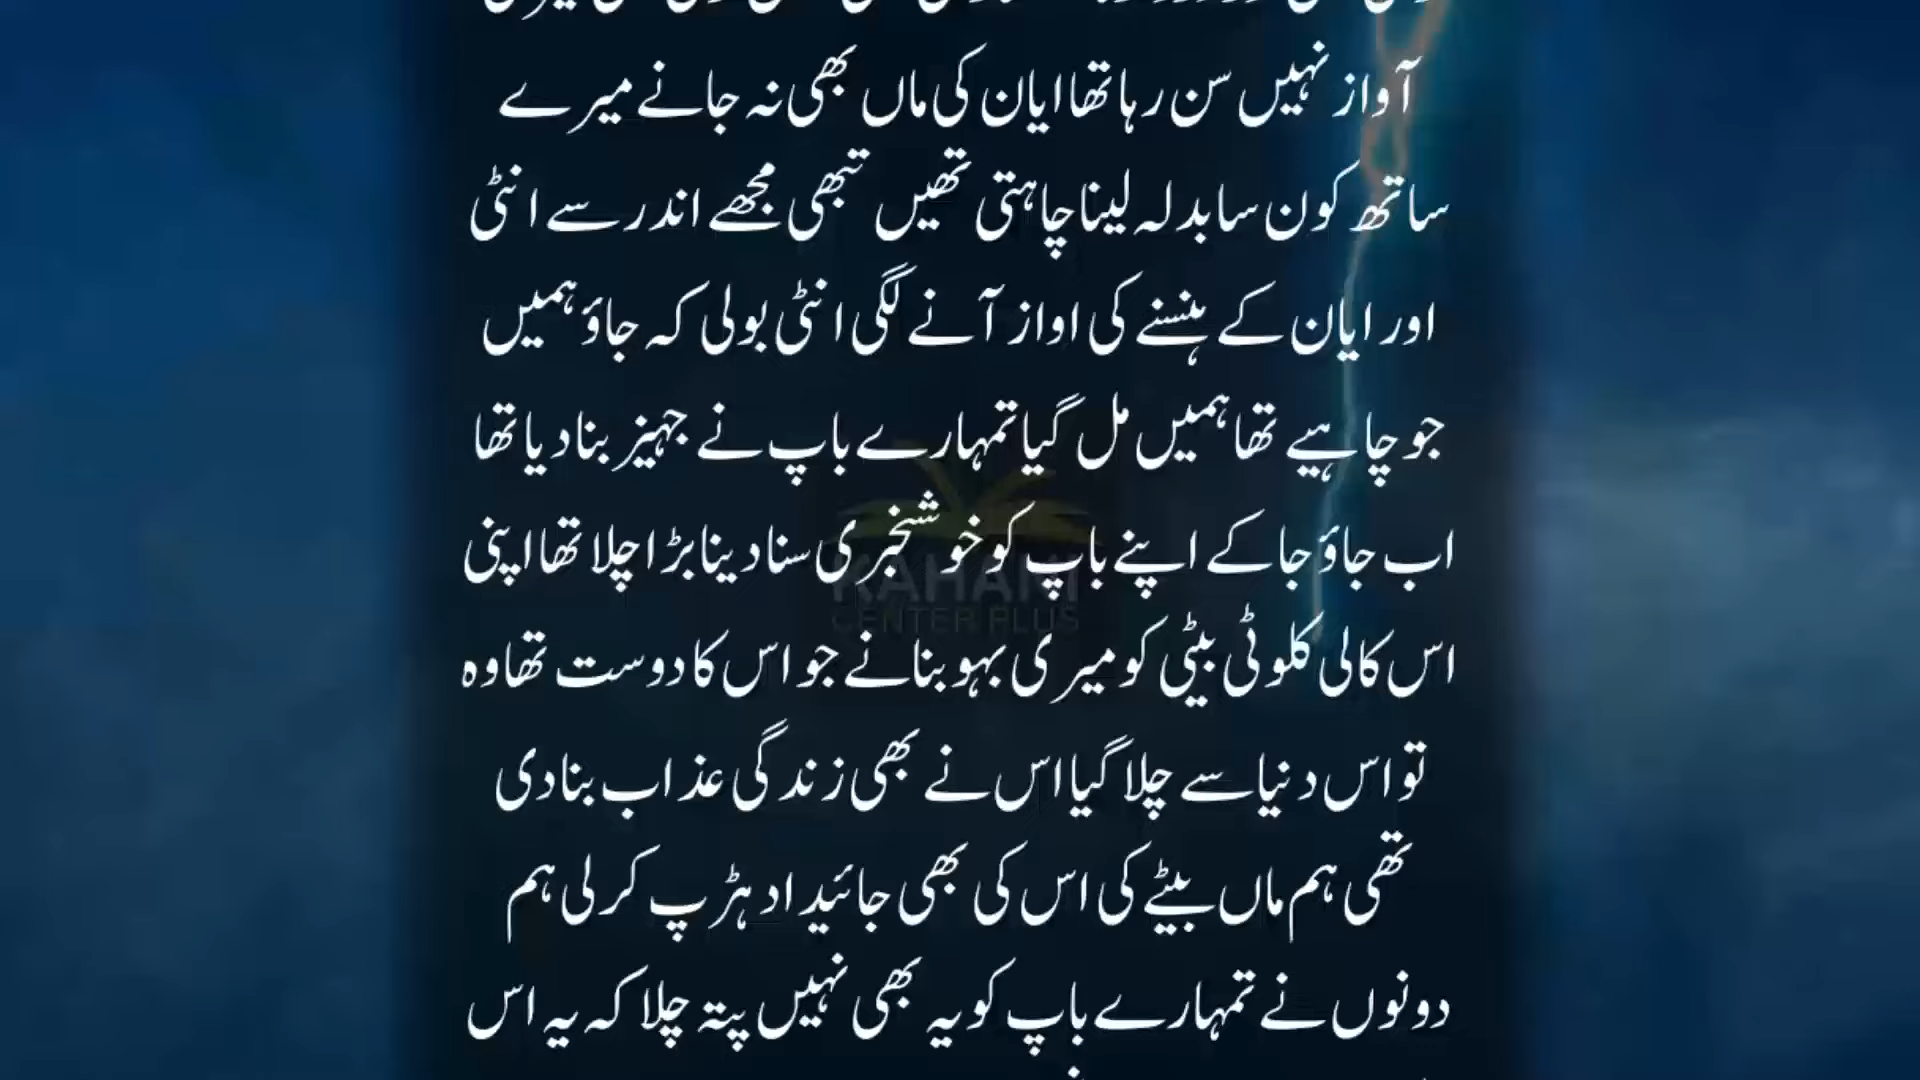 آواز نہیں سن رہا تھا ایان کی ماں بھی نہ جانے میرے
ساتھ کون سا بدلہ لینا چاہتی تھیں تبھی مجھے اندر سے انٹی
اور ایان کے ہنسنے کی اواز آنے لگی انٹی بولی کہ جاؤ ہمیں
جو چاہیے تھا ہمیں مل گیا تمہارے باپ نے جہیز بنا دیا تھا
اب جاؤ جا کے اپنے باپ کو خوشخبری سنا دینا بڑا چلا تھا اپنی
اس کالی کلوٹی بیٹی کو میری بہو بنانے جو اس کا دوست تھا وہ
تو اس دنیا سے چلا گیا اس نے بھی زندگی عذاب بنا دی
تھی ہم ماں بیٹے کی اس کی بھی جائیداد ہڑپ کر لی ہم
دونوں نے تمہارے باپ کو یہ بھی نہیں پتہ چلا کہ یہ اس
KAHANI
CENTER PLUS